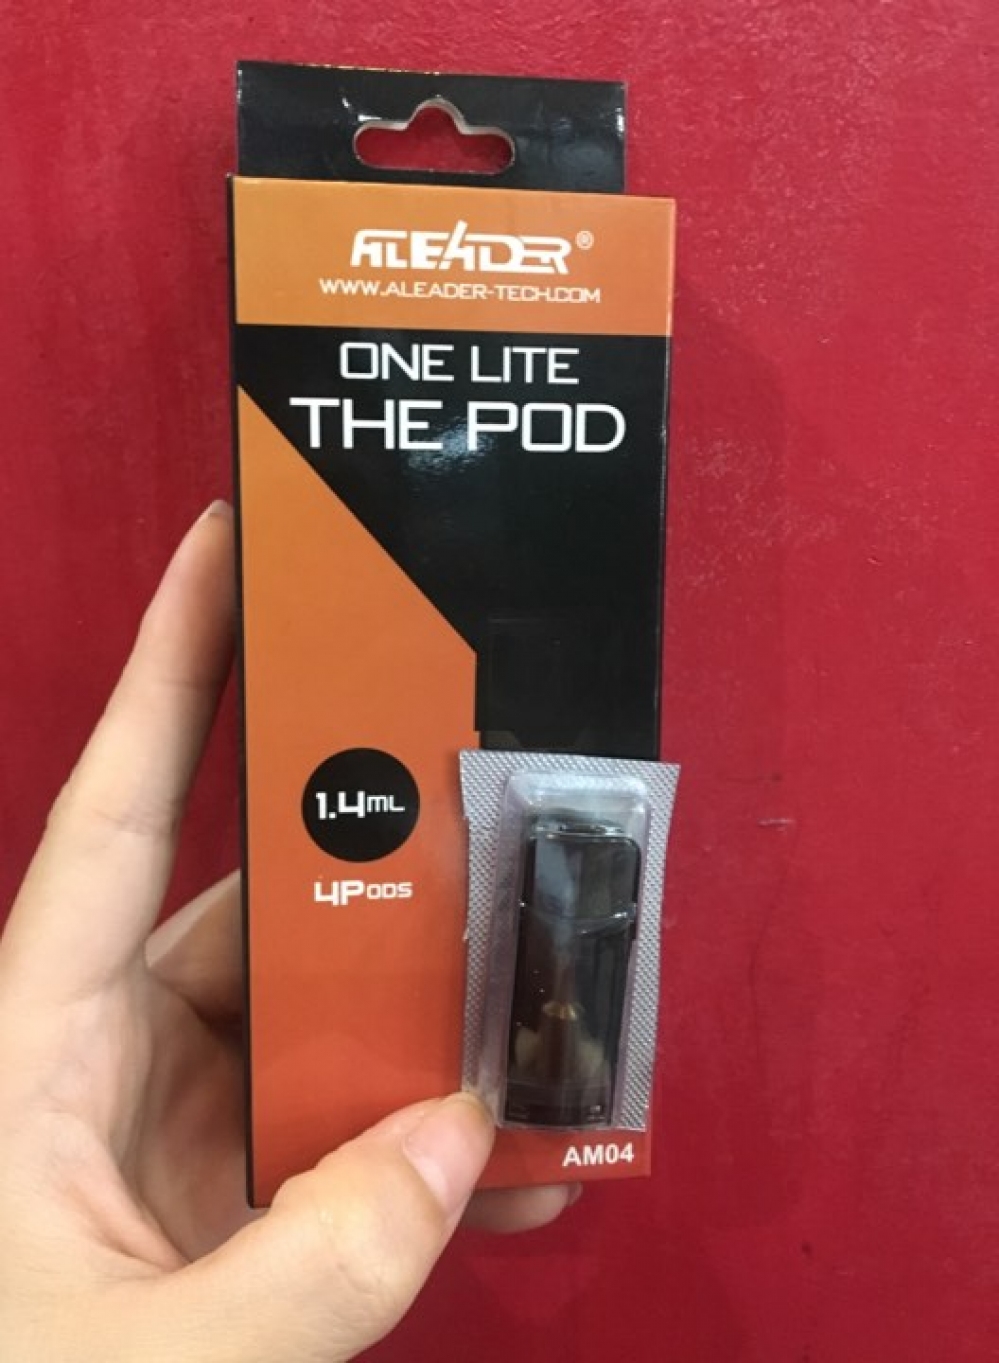 ALEADER®
WWW.ALEADER-TECH.COM
ONE LITE
THE POD
1.4ML
4PODS
AM04